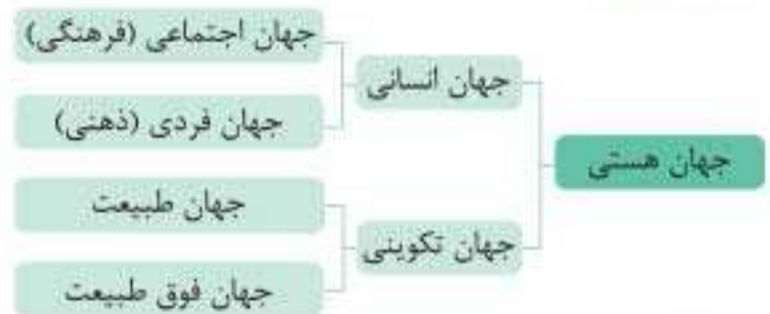 جهان هستی
جهان انسانی
جهان اجتماعی (فرهنگی)
جهان فردی (ذهنی)
جهان تکوینی
جهان طبیعت
جهان فوق طبیعت